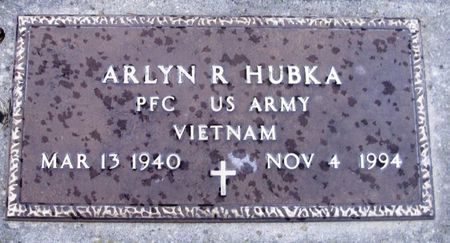 ARLYN R HUBKA
PFC US ARMY
VIETNAM
MAR 13 1940 NOV 4 1994